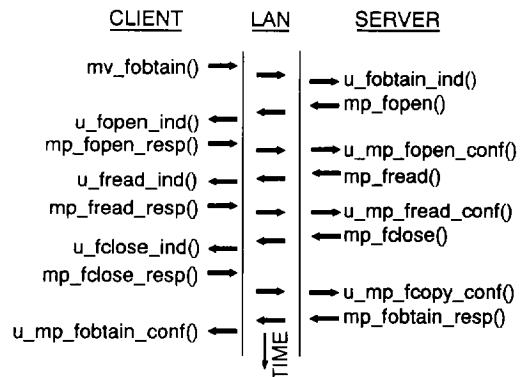 CLIENT LAN SERVER
mv_fobtain()
u_fobtain_ind()
mp_fopen()
u_fopen_ind()
mp_fopen_resp()
u_mp_fopen_conf()
mp_fread()
u_fread_ind()
mp_fread_resp()
u_mp_fread_conf()
mp_fclose()
u_fclose_ind()
mp_fclose_resp()
u_mp_fcopy_conf()
mp_fobtain_resp()
u_mp_fobtain_conf()
TIME